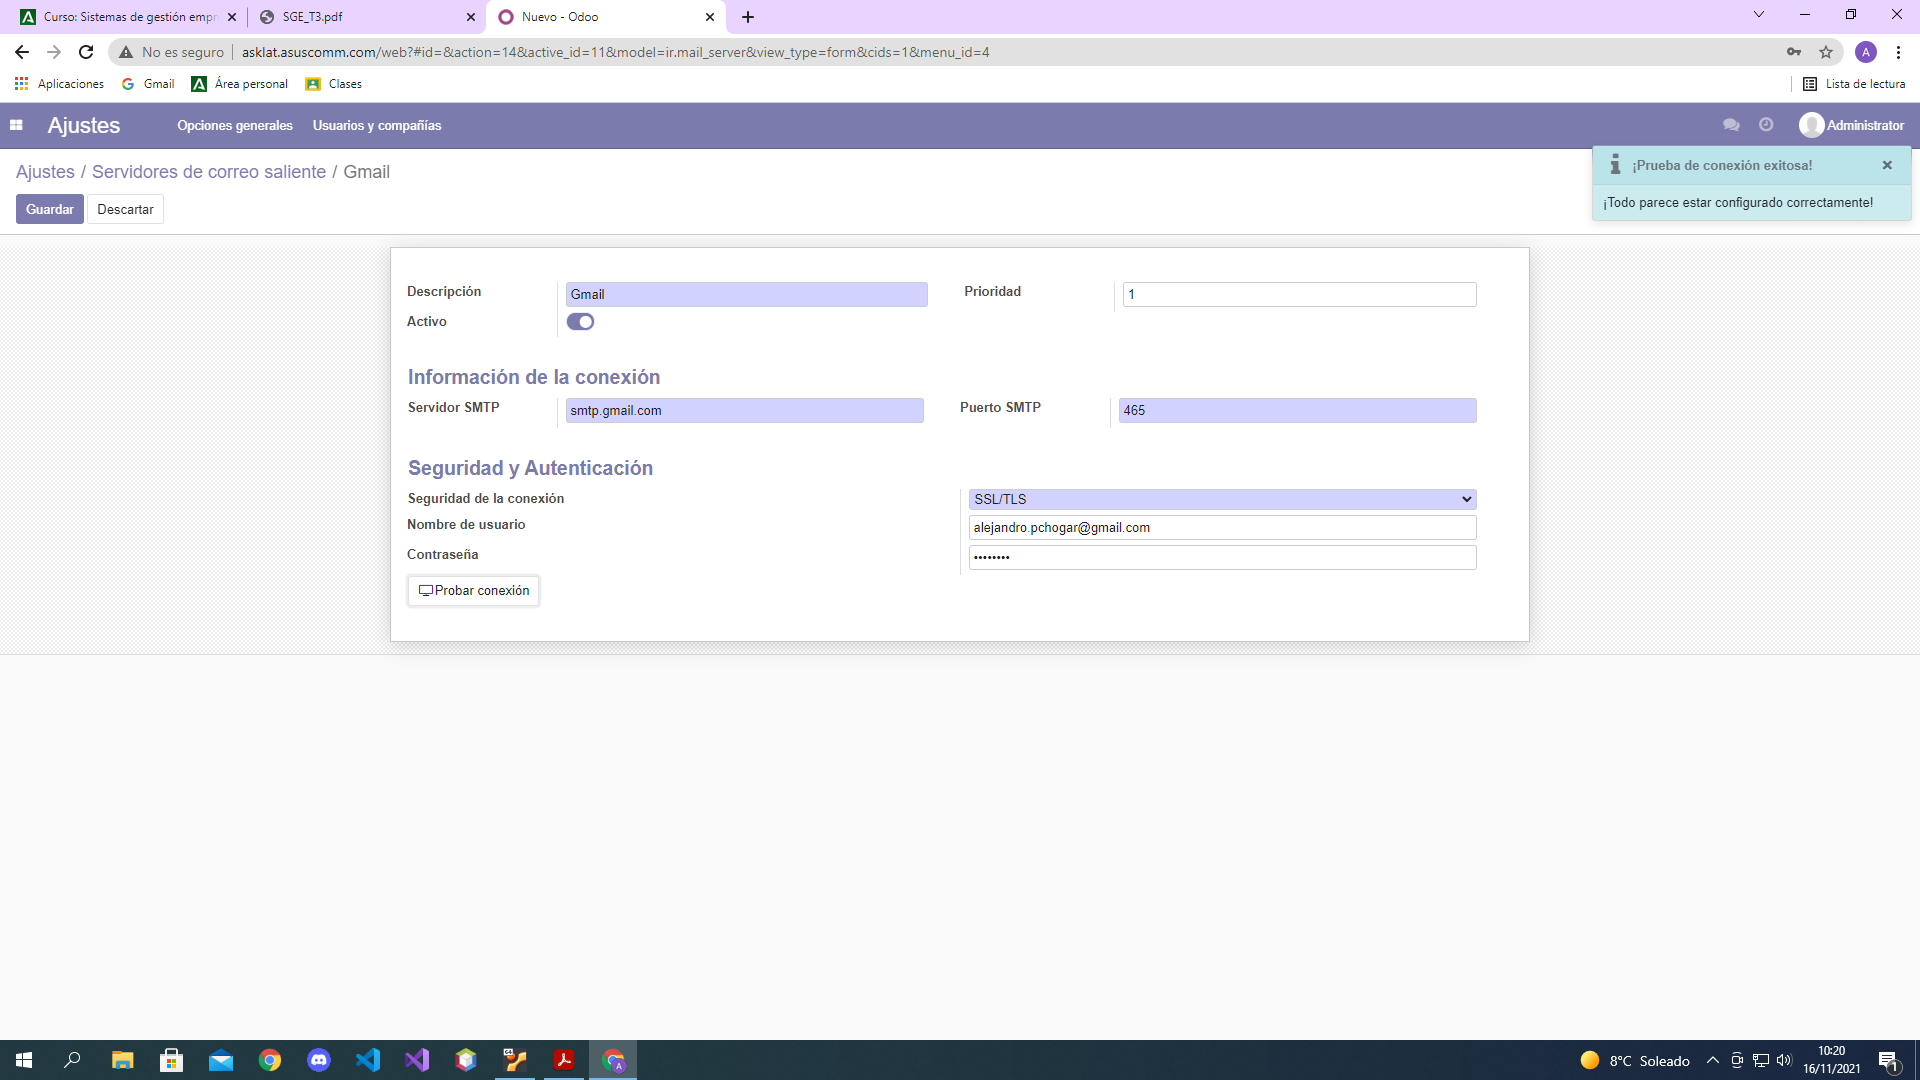 Curso: Sistemas de gestión empr
SGE_T3.pdf
Nuevo - Odoo
No es seguro
asklat.asuscomm.com/web?#id=&action=14&active_id=11&model=ir.mail_server&view_type=form&cids=1&menu_id=4
A
Aplicaciones
Gmail
Área personal
Clases
Lista de lectura
Ajustes
Opciones generales
Usuarios y compañías
Administrator
Ajustes / Servidores de correo saliente / Gmail
Guardar
Descartar
¡Prueba de conexión exitosa!
¡Todo parece estar configurado correctamente!
Descripción
Gmail
Prioridad
1
Activo
Información de la conexión
Servidor SMTP
smtp.gmail.com
Puerto SMTP
465
Seguridad y Autenticación
Seguridad de la conexión
SSL/TLS
Nombre de usuario
alejandro.pchogar@gmail.com
Contraseña
••••••••
Probar conexión
8°C Soleado
10:20
16/11/2021
1